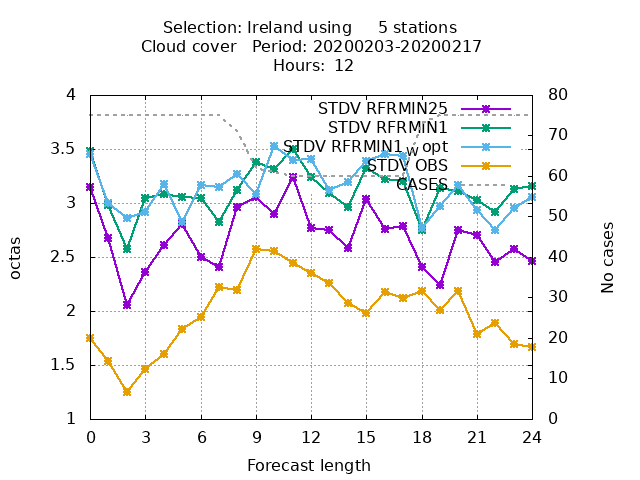 Selection: Ireland using     5 stations
Cloud cover   Period: 20200203-20200217
Hours: 12
STDV RFRMIN25
STDV RFRMIN1
STDV RFRMIN1_w opt
STDV OBS
CASES
4
3.5
3
2.5
2
1.5
1
80
70
60
50
40
30
20
10
0
octas
No cases
0 3 6 9 12 15 18 21 24
Forecast length